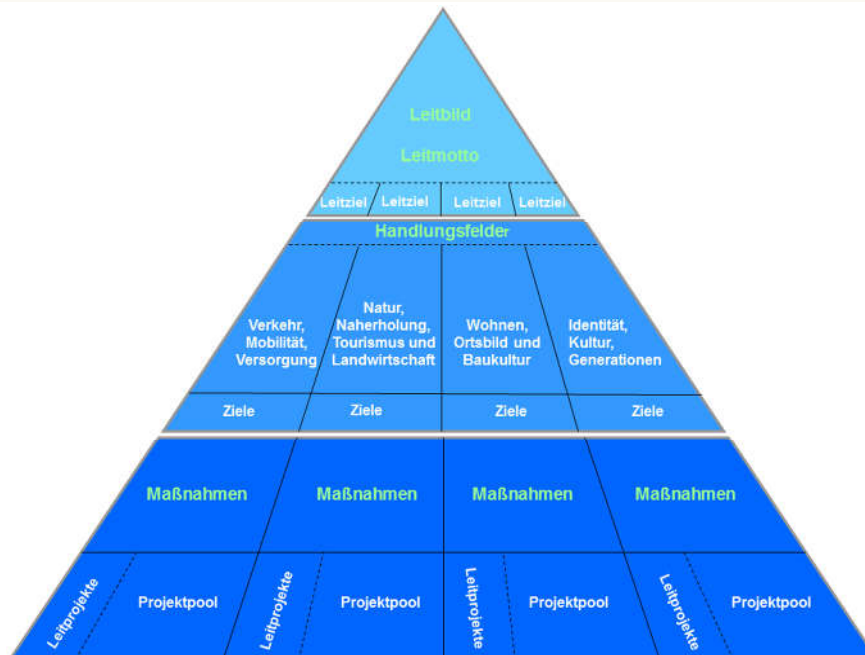 Leitbild
Leitmotto
Leitziel Leitziel Leitziel Leitziel
Handlungsfelder
Verkehr,
Mobilität,
Versorgung
Natur,
Naherholung,
Tourismus und
Landwirtschaft
Wohnen,
Ortsbild und
Baukultur
Identität,
Kultur,
Generationen
Ziele Ziele Ziele Ziele
Maßnahmen Maßnahmen Maßnahmen Maßnahmen
Leitprojekte Projektpool Leitprojekte Projektpool Leitprojekte Projektpool Leitprojekte Projektpool